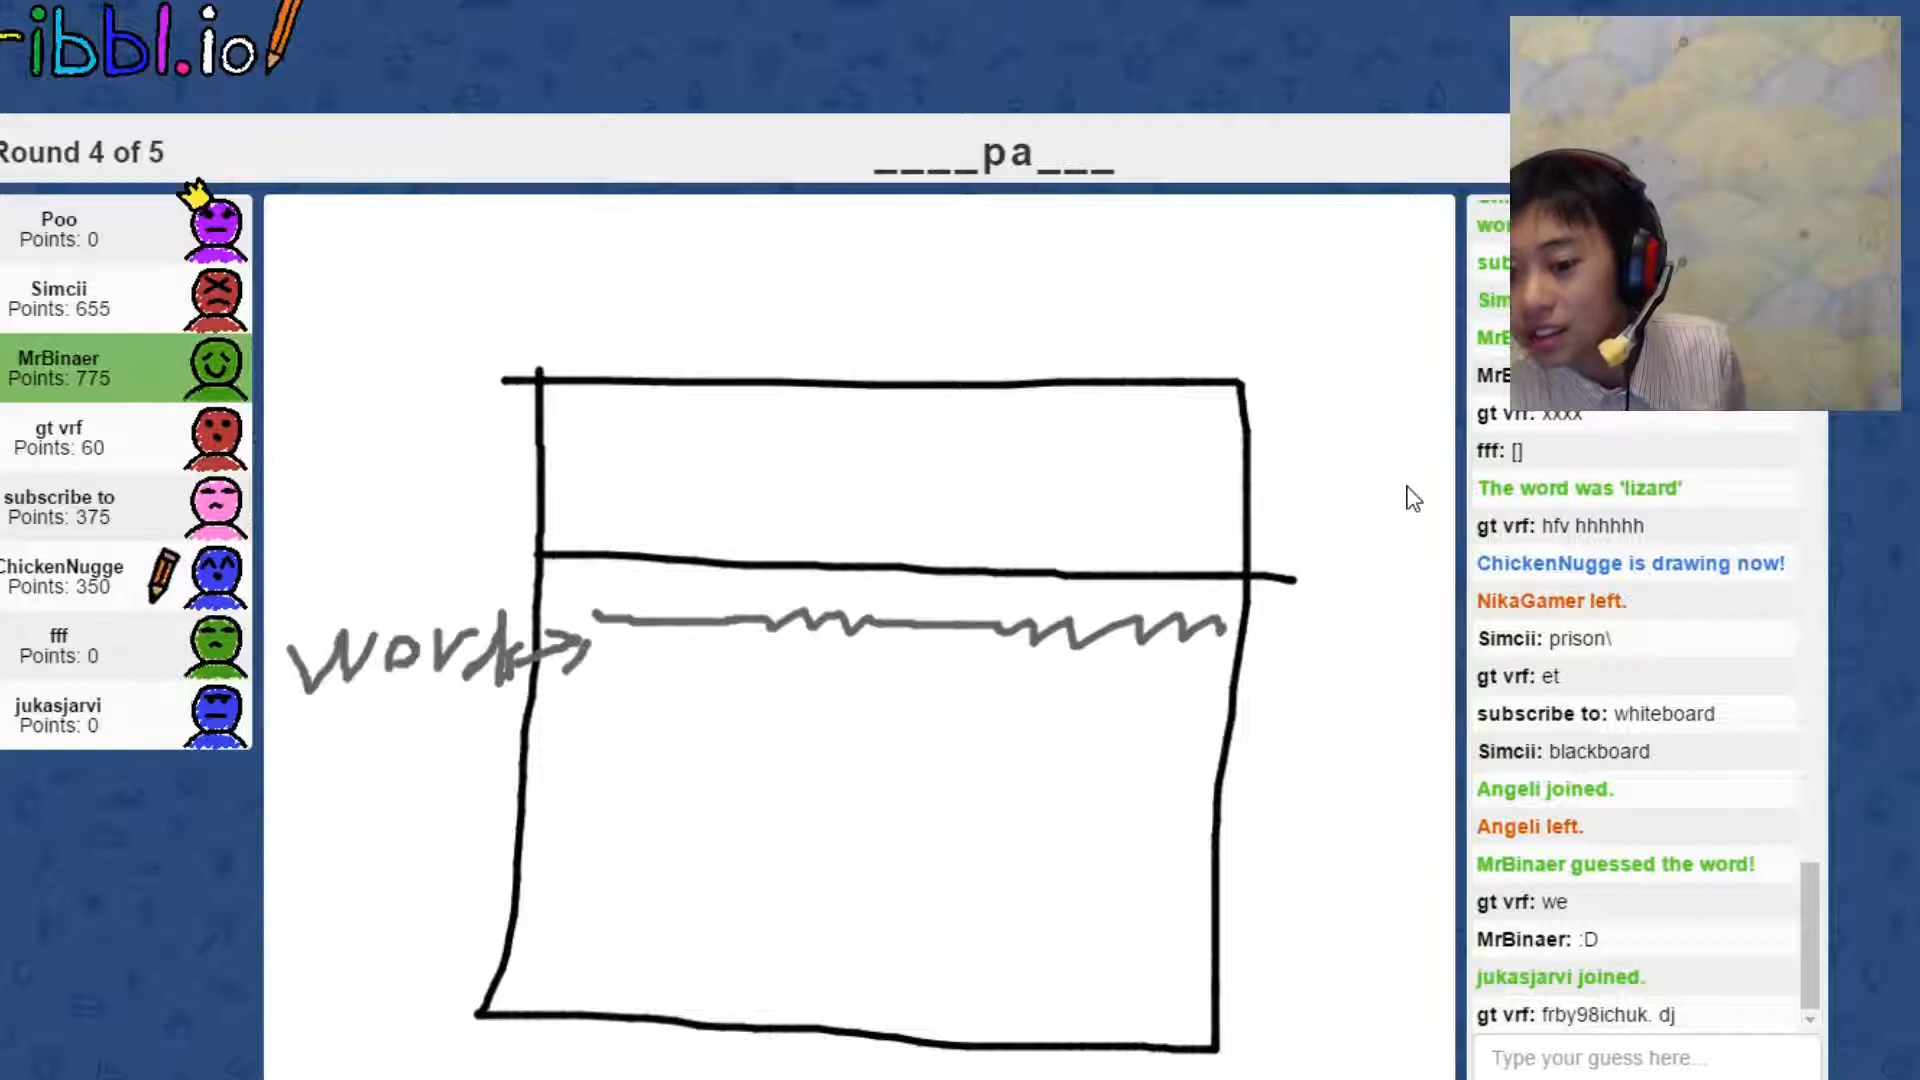 ribbl.io
Round 4 of 5
____pa___
Poo
Points: 0
Simcii
Points: 655
MrBinaer
Points: 775
gt vrf
Points: 60
subscribe to
Points: 375
ChickenNugge
Points: 350
fff
Points: 0
jukasjarvi
Points: 0
gt vrf: xxxx
fff: []
The word was 'lizard'
gt vrf: hfv hhhhhh
ChickenNugge is drawing now!
NikaGamer left.
Simcii: prison\
gt vrf: et
subscribe to: whiteboard
Simcii: blackboard
Angeli joined.
Angeli left.
MrBinaer guessed the word!
gt vrf: we
MrBinaer: :D
jukasjarvi joined.
gt vrf: frby98ichuk. dj
Type your guess here...